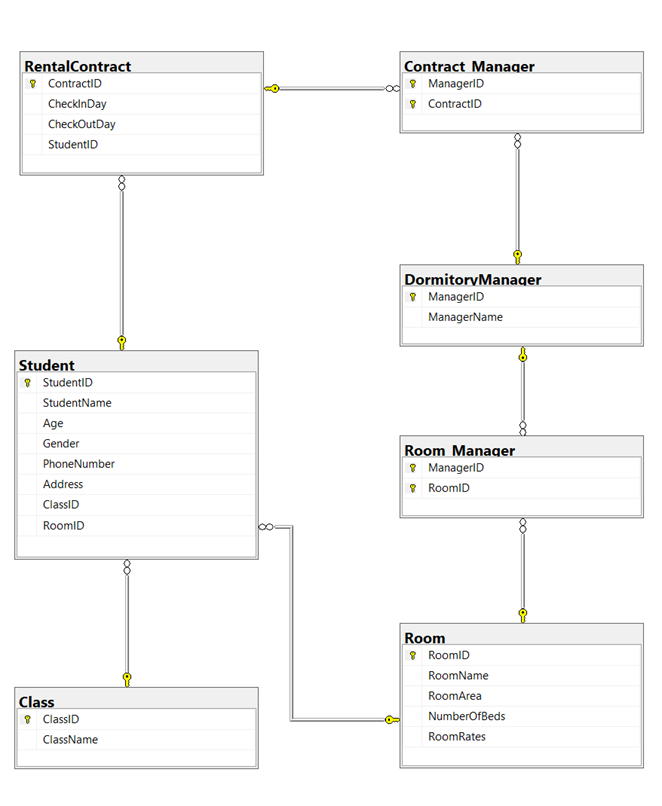 RentalContract
ContractID
CheckInDay
CheckOutDay
StudentID
Contract_Manager
ManagerID
ContractID
DormitoryManager
ManagerID
ManagerName
Student
StudentID
StudentName
Age
Gender
PhoneNumber
Address
ClassID
RoomID
Room_Manager
ManagerID
RoomID
Class
ClassID
ClassName
Room
RoomID
RoomName
RoomArea
NumberOfBeds
RoomRates